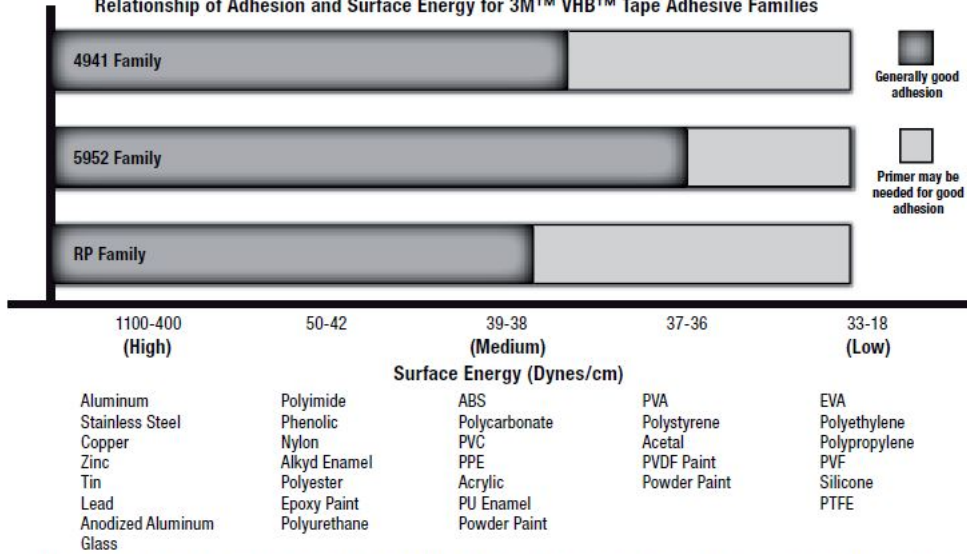 Relationship of Adhesion and Surface Energy for 3M™ VHB™ Tape Adhesive Families
4941 Family
Generally good
adhesion
5952 Family
Primer may be
needed for good
adhesion
RP Family
1100-400 50-42 39-38 37-36 33-18
(High) (Medium) (Low)
Surface Energy (Dynes/cm)
Aluminum Polyimide ABS PVA EVA
Stainless Steel Phenolic Polycarbonate Polystyrene Polyethylene
Copper Nylon PVC Acetal Polypropylene
Zinc Alkyd Enamel PPE PVDF Paint PVF
Tin Polyester Acrylic Powder Paint Silicone
Lead Epoxy Paint PU Enamel PTFE
Anodized Aluminum Polyurethane Powder Paint
Glass